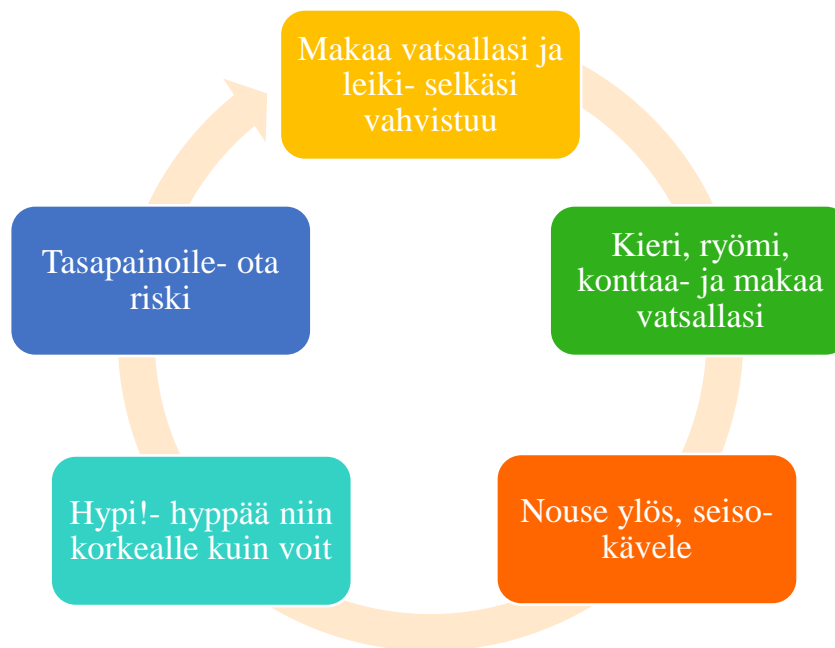 Makaa vatsallasi ja
leiki- selkäsi
vahvistuu
Kieri, ryömi,
konttaa- ja makaa
vatsallasi
Nouse ylös, seiso-
kävele
Hypi!- hyppää niin
korkealle kuin voit
Tasapainoile- ota
riski